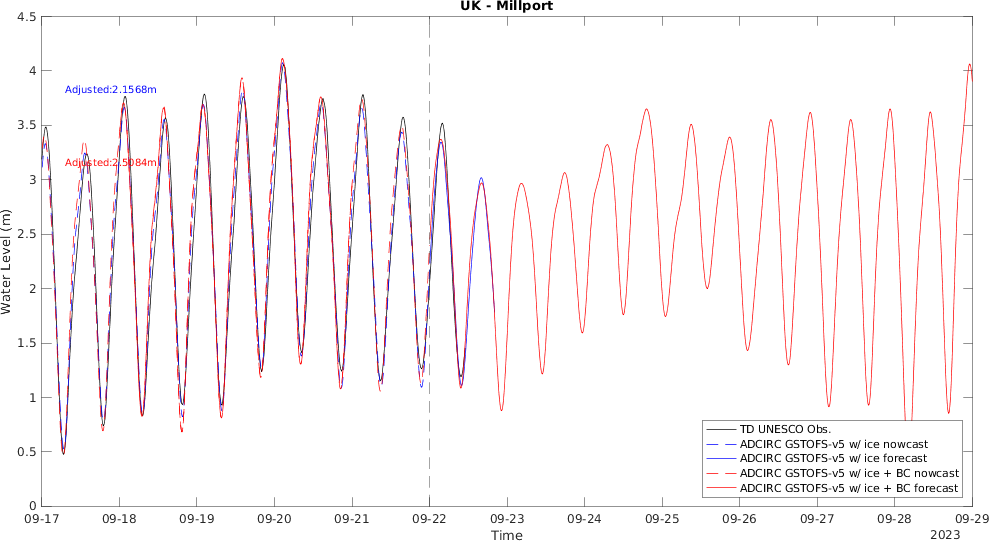 UK - Millport
4.5
4
3.5
3
2.5
2
1.5
1
0.5
0
Water Level (m)
Adjusted:2.1568m
Adjusted:2.5084m
TD UNESCO Obs.
ADCIRC GSTOFS-v5 w/ ice nowcast
ADCIRC GSTOFS-v5 w/ ice forecast
ADCIRC GSTOFS-v5 w/ ice + BC nowcast
ADCIRC GSTOFS-v5 w/ ice + BC forecast
09-17 09-18 09-19 09-20 09-21 09-22 09-23 09-24 09-25 09-26 09-27 09-28 09-29
Time
2023